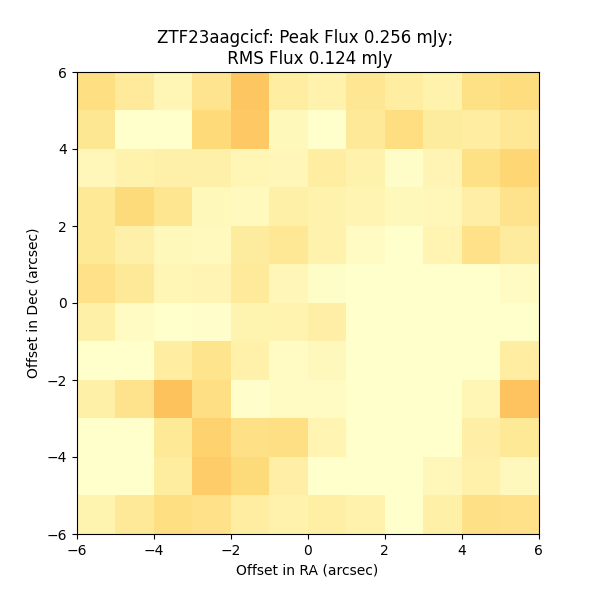 ZTF23aagcicf: Peak Flux 0.256 mJy;
RMS Flux 0.124 mJy
6
4
2
0
−2
−4
−6
Offset in Dec (arcsec)
−6 −4 −2 0 2 4 6
Offset in RA (arcsec)